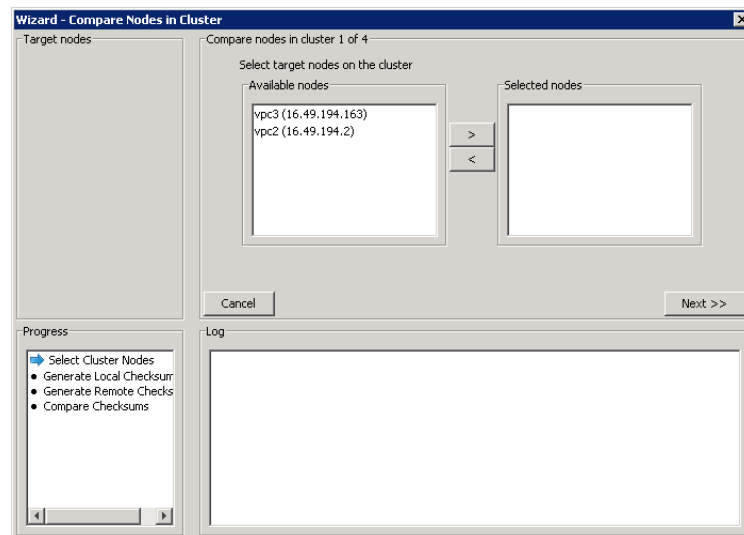 Wizard - Compare Nodes in Cluster
Target nodes
Compare nodes in cluster 1 of 4
Select target nodes on the cluster
Available nodes
Selected nodes
vpc3 (16.49.194.163)
vpc2 (16.49.194.2)
>
<
Cancel
Next >>
Progress
Log
Select Cluster Nodes
Generate Local Checksum
Generate Remote Checks
Compare Checksums